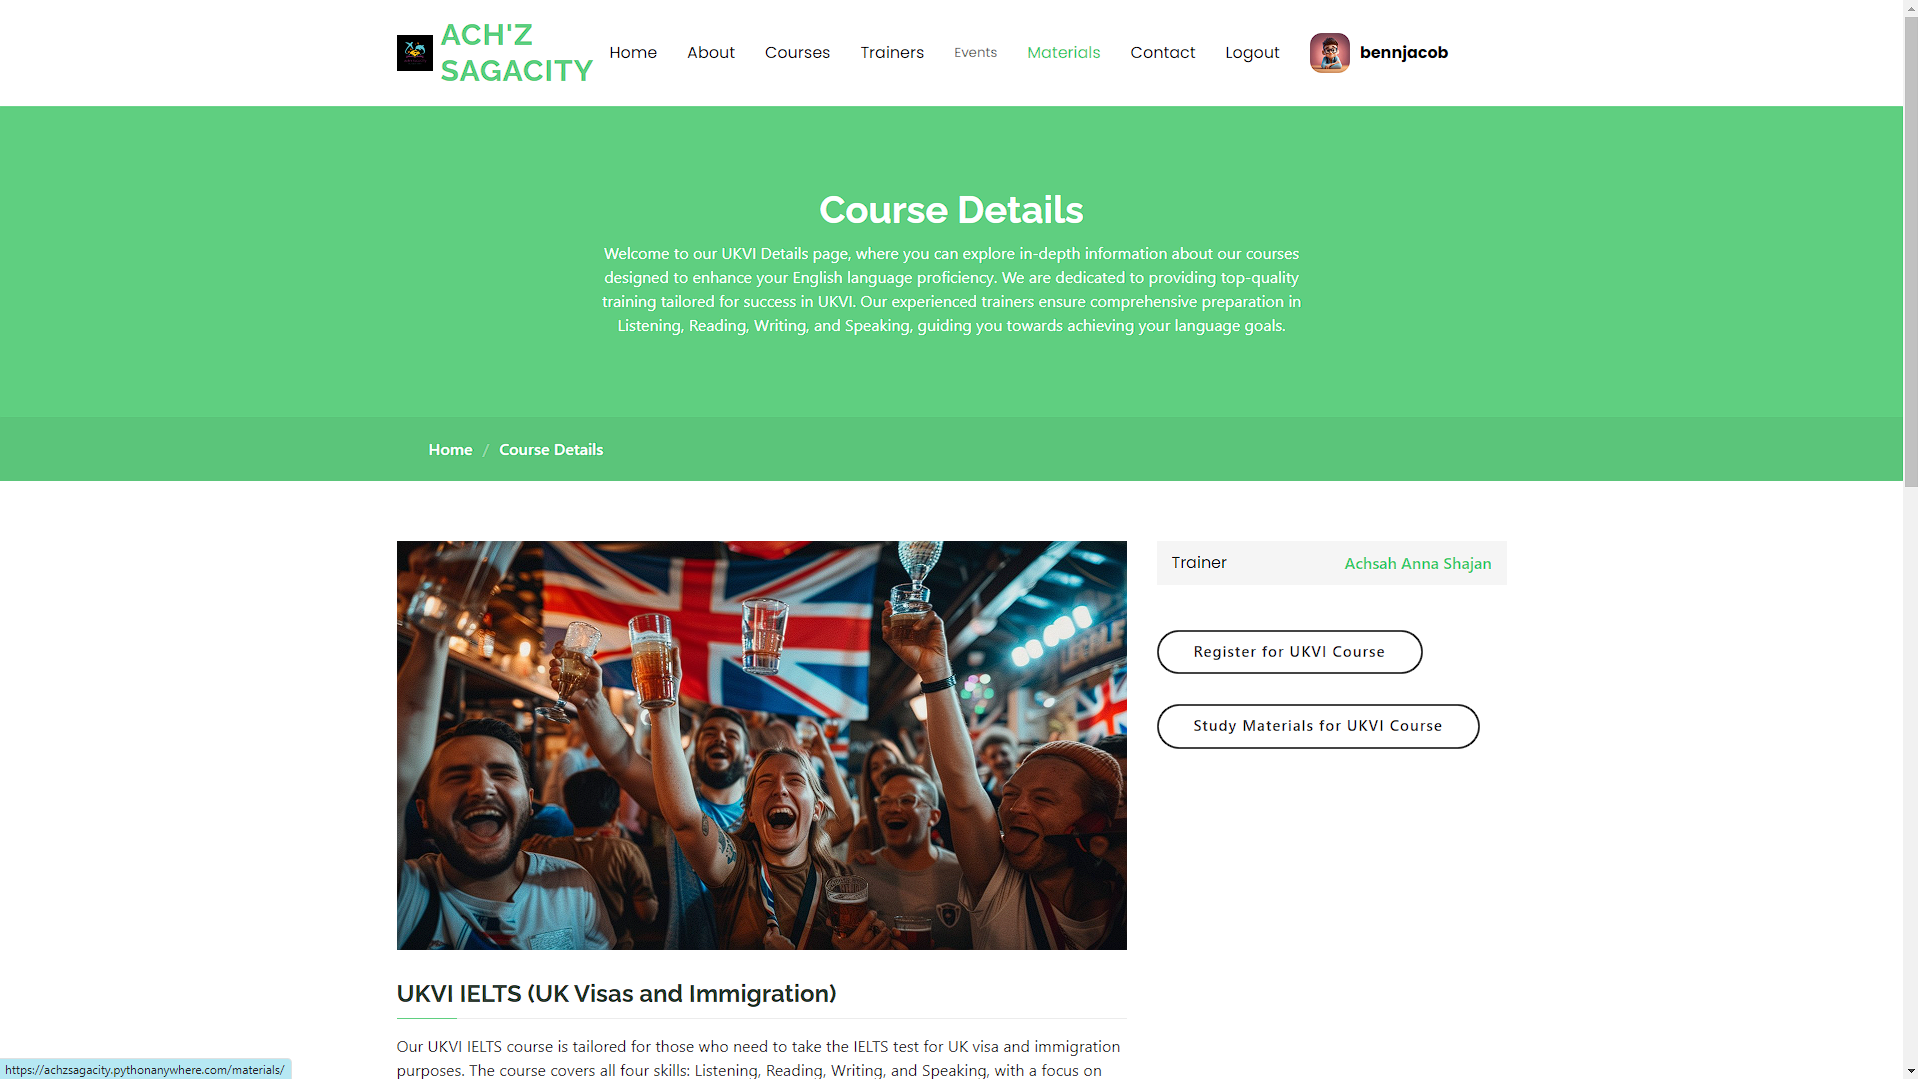 ACH'Z
SAGACITY
Home About Courses Trainers Events Materials Contact Logout bennjacob
Course Details
Welcome to our UKVI Details page, where you can explore in-depth information about our courses
designed to enhance your English language proficiency. We are dedicated to providing top-quality
training tailored for success in UKVI. Our experienced trainers ensure comprehensive preparation in
Listening, Reading, Writing, and Speaking, guiding you towards achieving your language goals.
Home / Course Details
Trainer Achsah Anna Shajan
Register for UKVI Course
Study Materials for UKVI Course
UKVI IELTS (UK Visas and Immigration)
Our UKVI IELTS course is tailored for those who need to take the IELTS test for UK visa and immigration
purposes. The course covers all four skills: Listening, Reading, Writing, and Speaking, with a focus on
https://achzsagacity.pythonanywhere.com/materials/